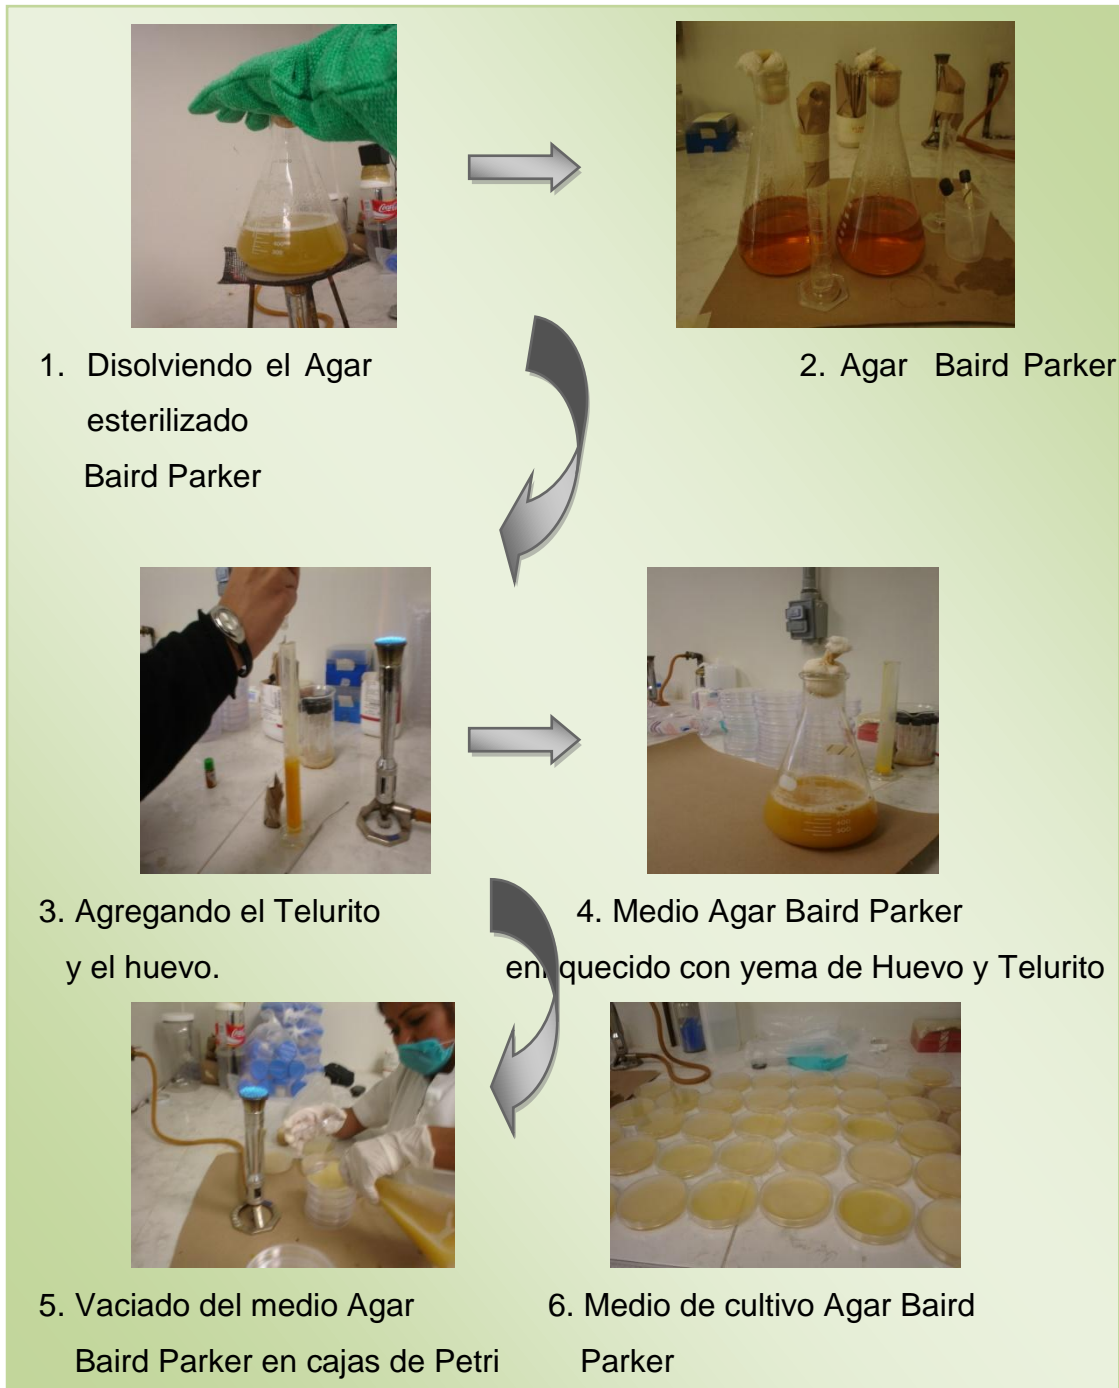 1. Disolviendo el Agar
esterilizado
Baird Parker
2. Agar Baird Parker
3. Agregando el Telurito
y el huevo.
4. Medio Agar Baird Parker
enriquecido con yema de Huevo y Telurito
5. Vaciado del medio Agar
Baird Parker en cajas de Petri
6. Medio de cultivo Agar Baird
Parker